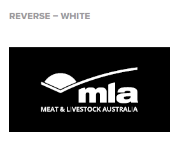 REVERSE – WHITE
mla
MEAT & LIVESTOCK AUSTRALIA